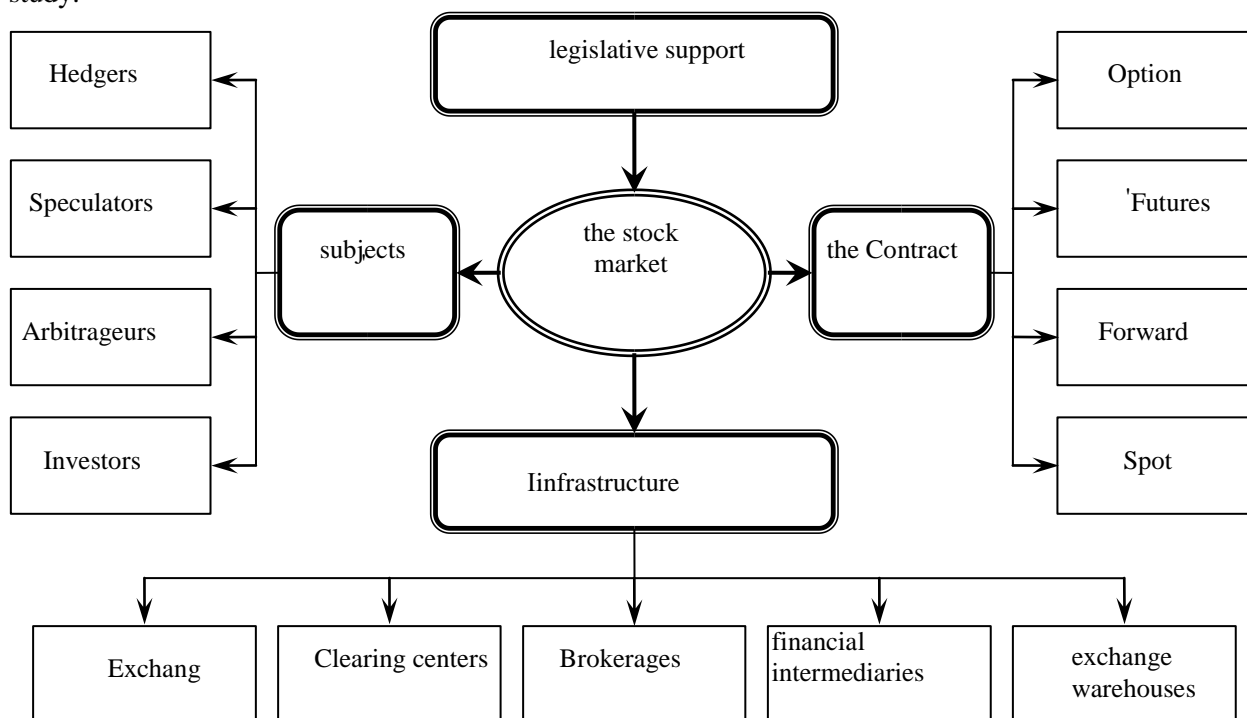 study.
legislative support
Hedgers
Option
Speculators
'Futures
subjects
the stock
market
the Contract
Arbitrageurs
Forward
Investors
Spot
Iinfrastructure
Exchang
Clearing centers
Brokerages
financial
intermediaries
exchange
warehouses